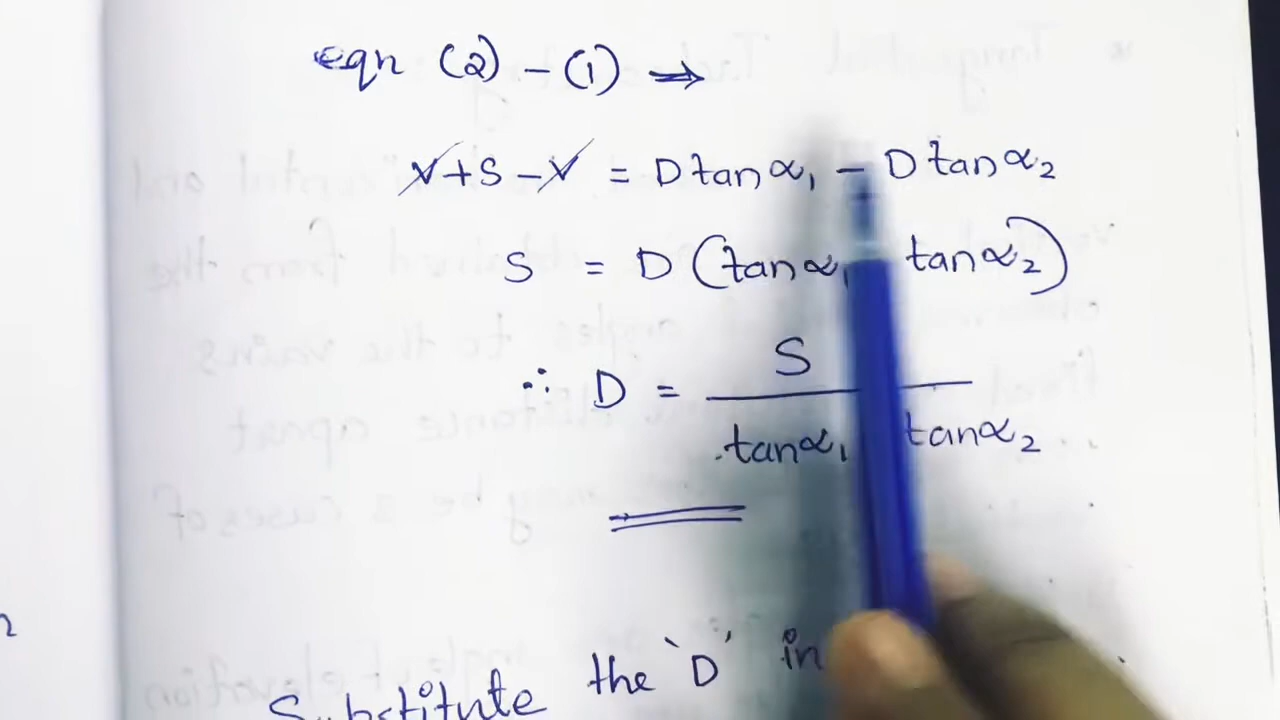 eqn (2) - (1) →
V + S - V = D tan α₁ - D tan α₂
S = D (tan α₁ tan α₂)
∴ D = S / tan α₁ tan α₂
Substitute the 'D' in